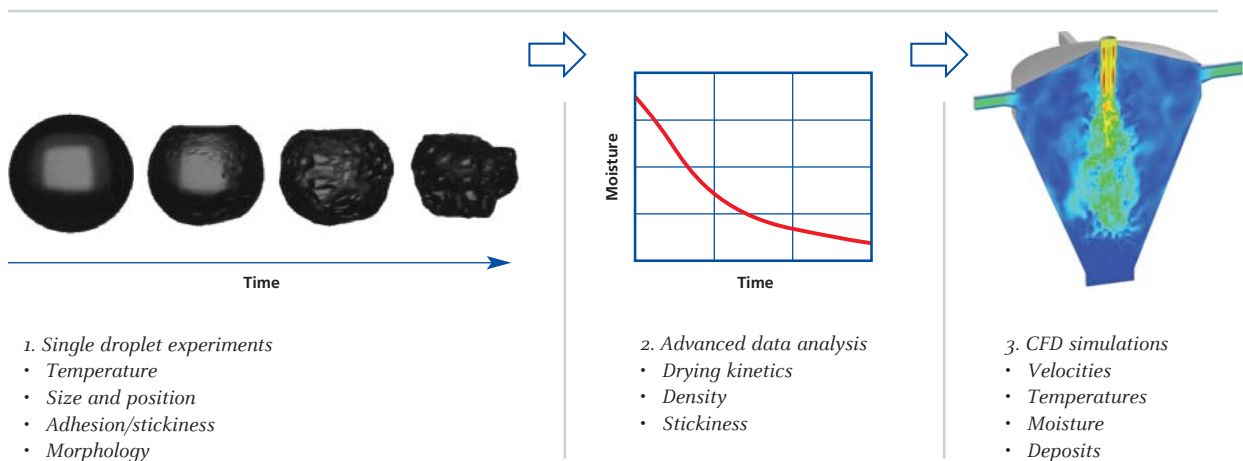 Time
1. Single droplet experiments
• Temperature
• Size and position
• Adhesion/stickiness
• Morphology
Moisture
Time
2. Advanced data analysis
• Drying kinetics
• Density
• Stickiness
3. CFD simulations
• Velocities
• Temperatures
• Moisture
• Deposits